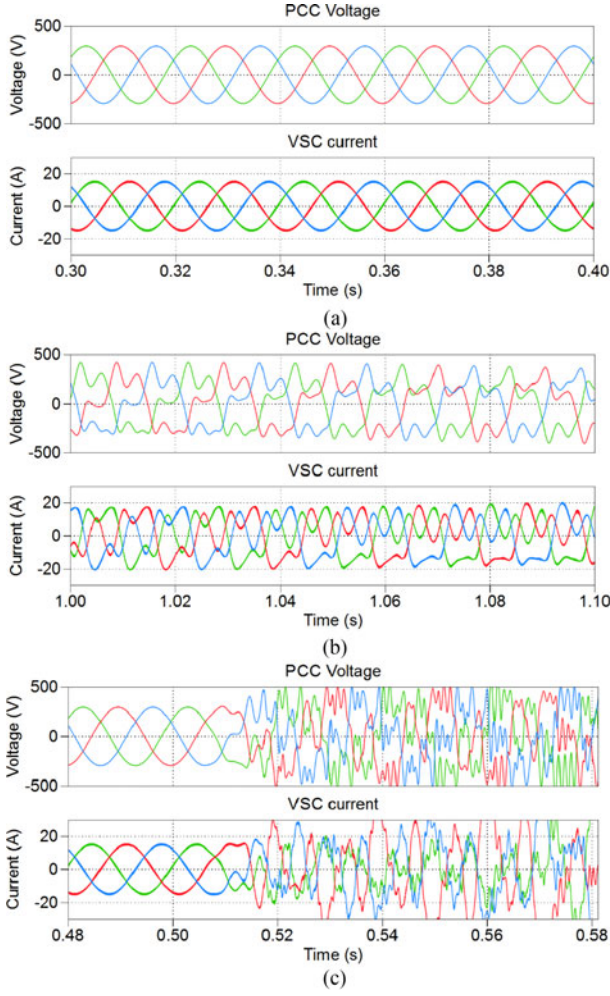 PCC Voltage
500
0
-500
Voltage (V)
VSC current
20
0
-20
Current (A)
0.30 0.32 0.34 0.36 0.38 0.40
Time (s)
(a)
PCC Voltage
500
0
-500
Voltage (V)
VSC current
20
0
-20
Current (A)
1.00 1.02 1.04 1.06 1.08 1.10
Time (s)
(b)
PCC Voltage
500
0
-500
Voltage (V)
VSC current
20
0
-20
Current (A)
0.48 0.50 0.52 0.54 0.56 0.58
Time (s)
(c)